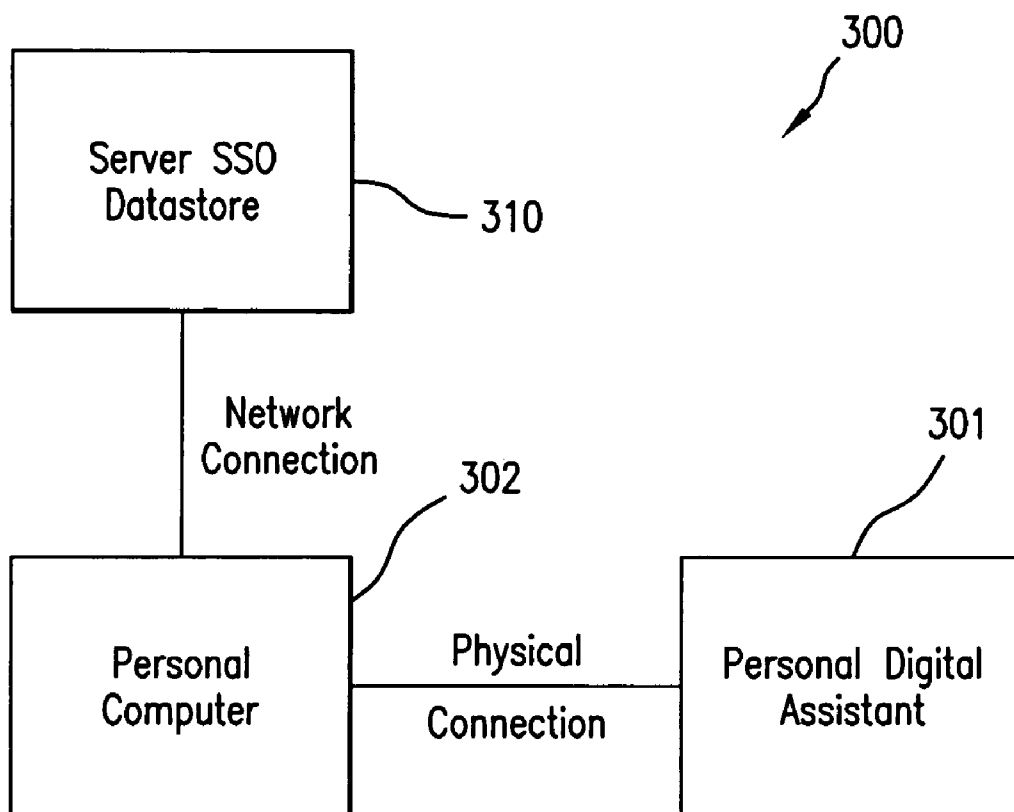 300
Server SSO
Datastore
310
Network
Connection
301
302
Personal
Computer
Physical
Connection
Personal Digital
Assistant